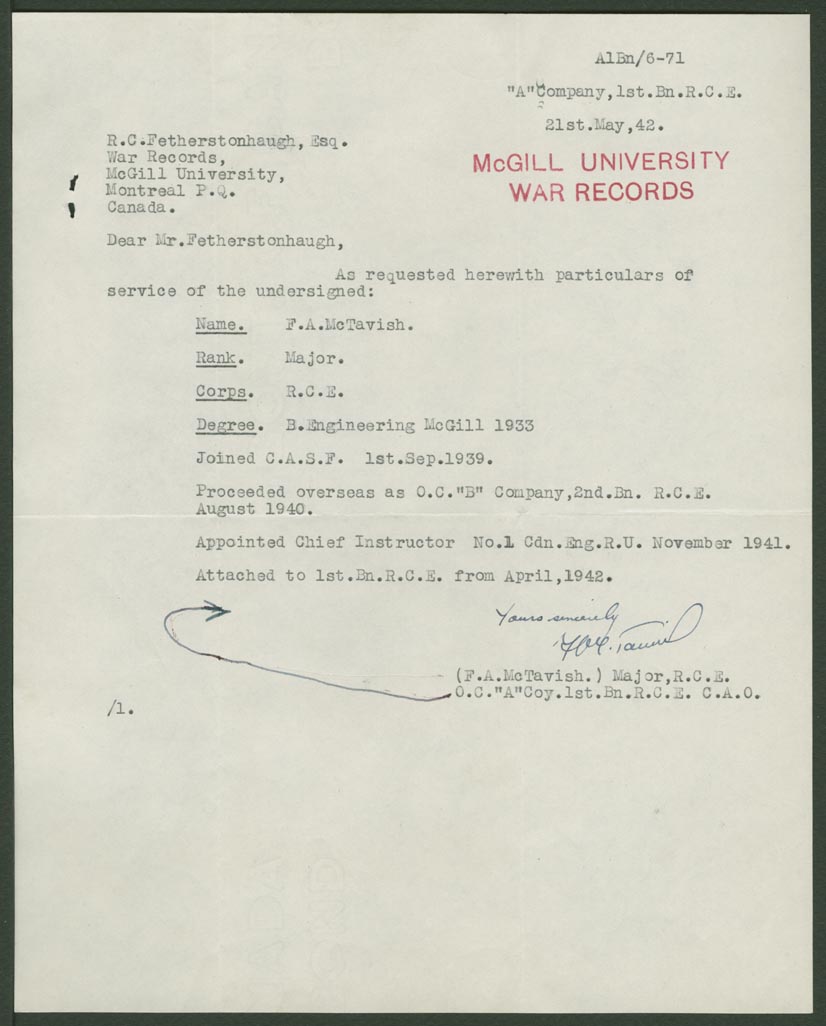 A1Bn/6-71
"A"Company,1st.Bn.R.C.E.
21st.May,42.
R.C.Fetherstonhaugh, Esq.
War Records,
McGill University,
Montreal P.Q.
Canada.
McGILL UNIVERSITY
WAR RECORDS
Dear Mr.Fetherstonhaugh,
As requested herewith particulars of
service of the undersigned:
Name. F.A.McTavish.
Rank. Major.
Corps. R.C.E.
Degree. B.Engineering McGill 1933
Joined C.A.S.F. 1st.Sep.1939.
Proceeded overseas as O.C."B" Company,2nd.Bn. R.C.E.
August 1940.
Appointed Chief Instructor No.1 Cdn.Eng.R.U. November 1941.
Attached to 1st.Bn.R.C.E. from April,1942.
Yours sincerely
(F.A.McTavish.) Major,R.C.E.
O.C."A"Coy.1st.Bn.R.C.E. C.A.O.
/1.